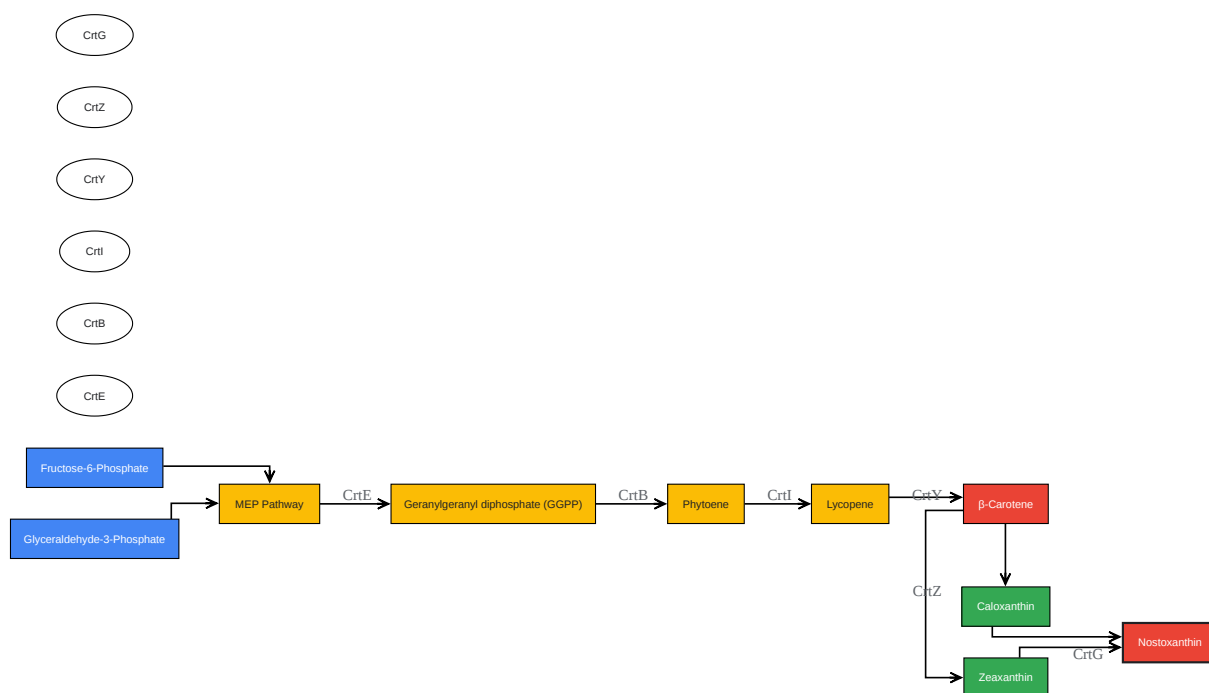 CrtG
CrtZ
CrtY
CrtI
CrtB
CrtE
Fructose-6-Phosphate
Glyceraldehyde-3-Phosphate
MEP Pathway
CrtE
Geranylgeranyl diphosphate (GGPP)
CrtB
Phytoene
CrtI
Lycopene
CrtY
β-Carotene
CrtZ
Caloxanthin
Nostoxanthin
CrtG
Zeaxanthin